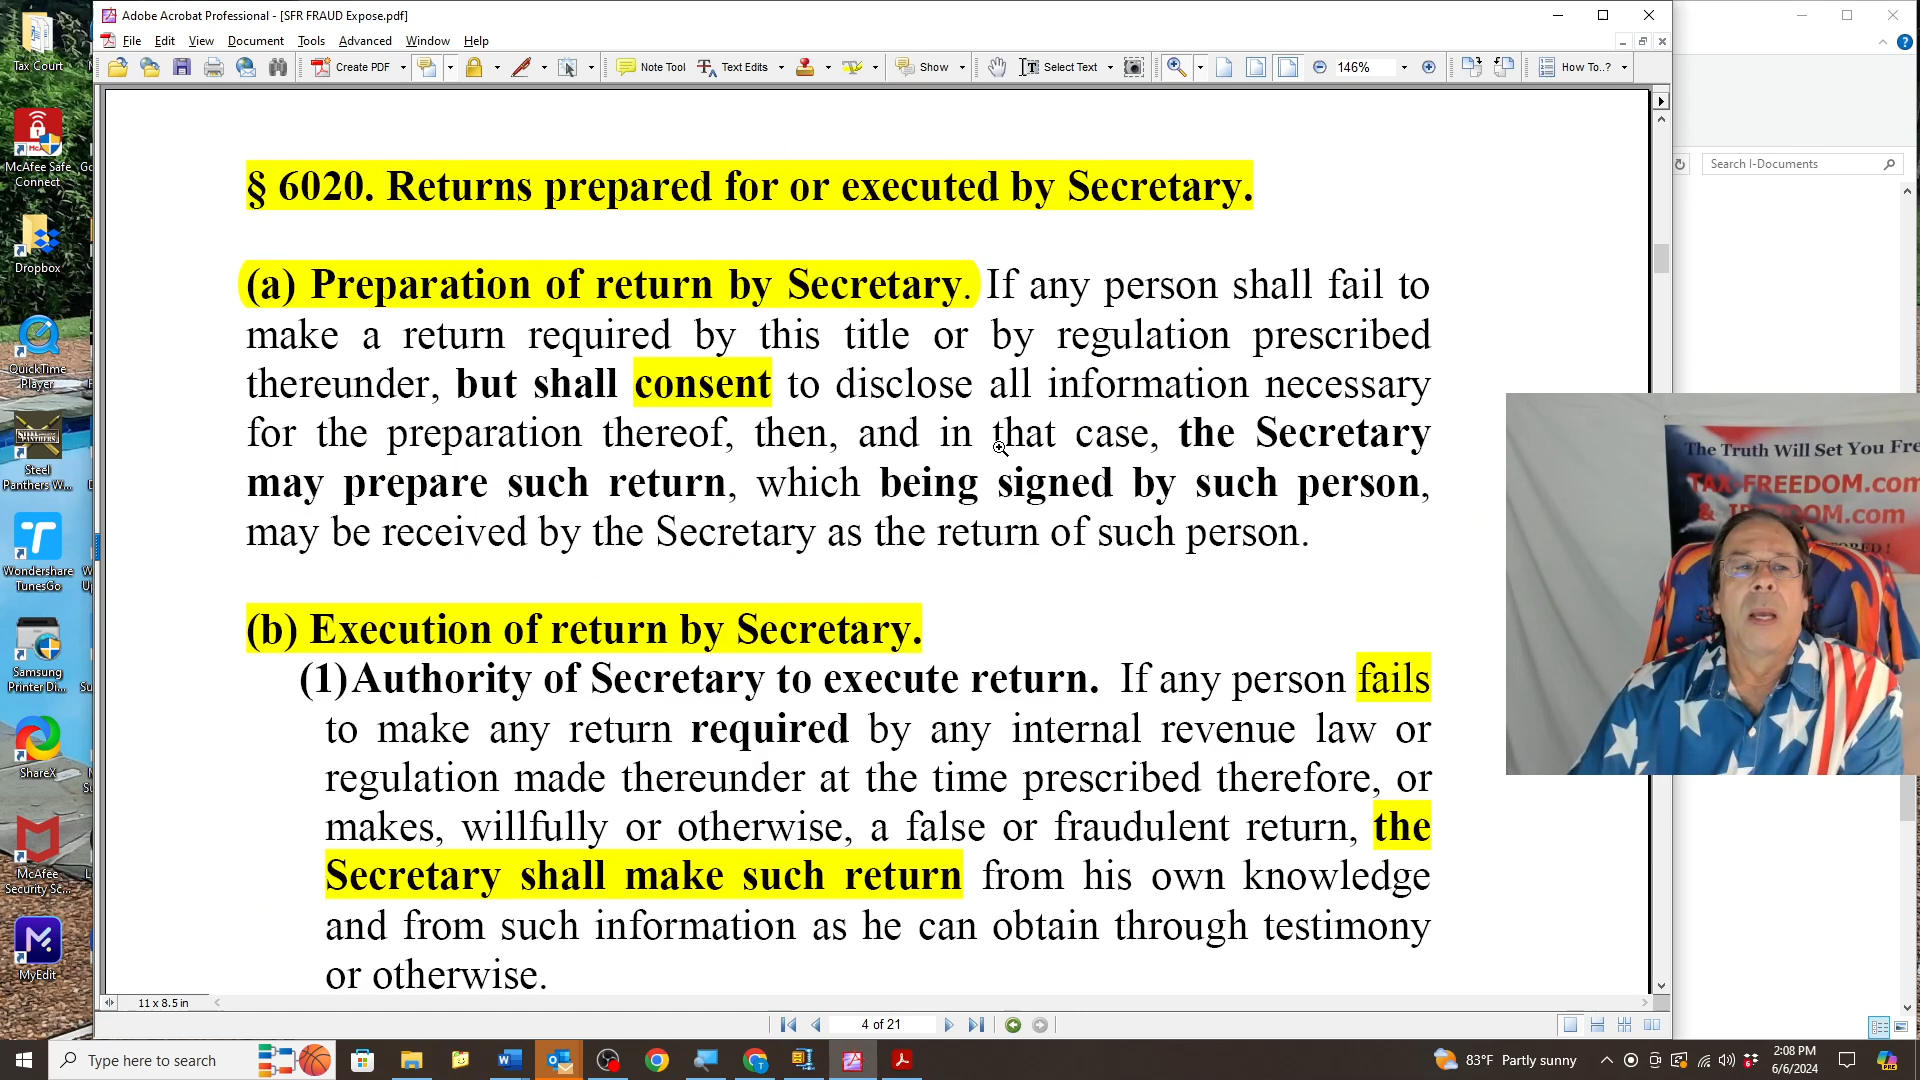 Adobe Acrobat Professional - [SFR FRAUD Expose.pdf]
File Edit View Document Tools Advanced Window Help
Create PDF Note Tool Text Edits Show Select Text 146% How To..?
Search I-Documents
Tax Court
McAfee Safe
Connect
Dropbox
QuickTime
Player
Steel
Panthers W...
Wondershare
TunesGo
Samsung
Printer Di...
ShareX
McAfee
Security Sc...
MyEdit
§ 6020. Returns prepared for or executed by Secretary.
(a) Preparation of return by Secretary. If any person shall fail to
make a return required by this title or by regulation prescribed
thereunder, but shall consent to disclose all information necessary
for the preparation thereof, then, and in that case, the Secretary
may prepare such return, which being signed by such person,
may be received by the Secretary as the return of such person.
(b) Execution of return by Secretary.
(1)Authority of Secretary to execute return. If any person fails
to make any return required by any internal revenue law or
regulation made thereunder at the time prescribed therefore, or
makes, willfully or otherwise, a false or fraudulent return, the
Secretary shall make such return from his own knowledge
and from such information as he can obtain through testimony
or otherwise.
The Truth Will Set You Fre
TAX-FREEDOM.com
&
.com
11 x 8.5 in
4 of 21
Type here to search
83°F Partly sunny
2:08 PM
6/6/2024